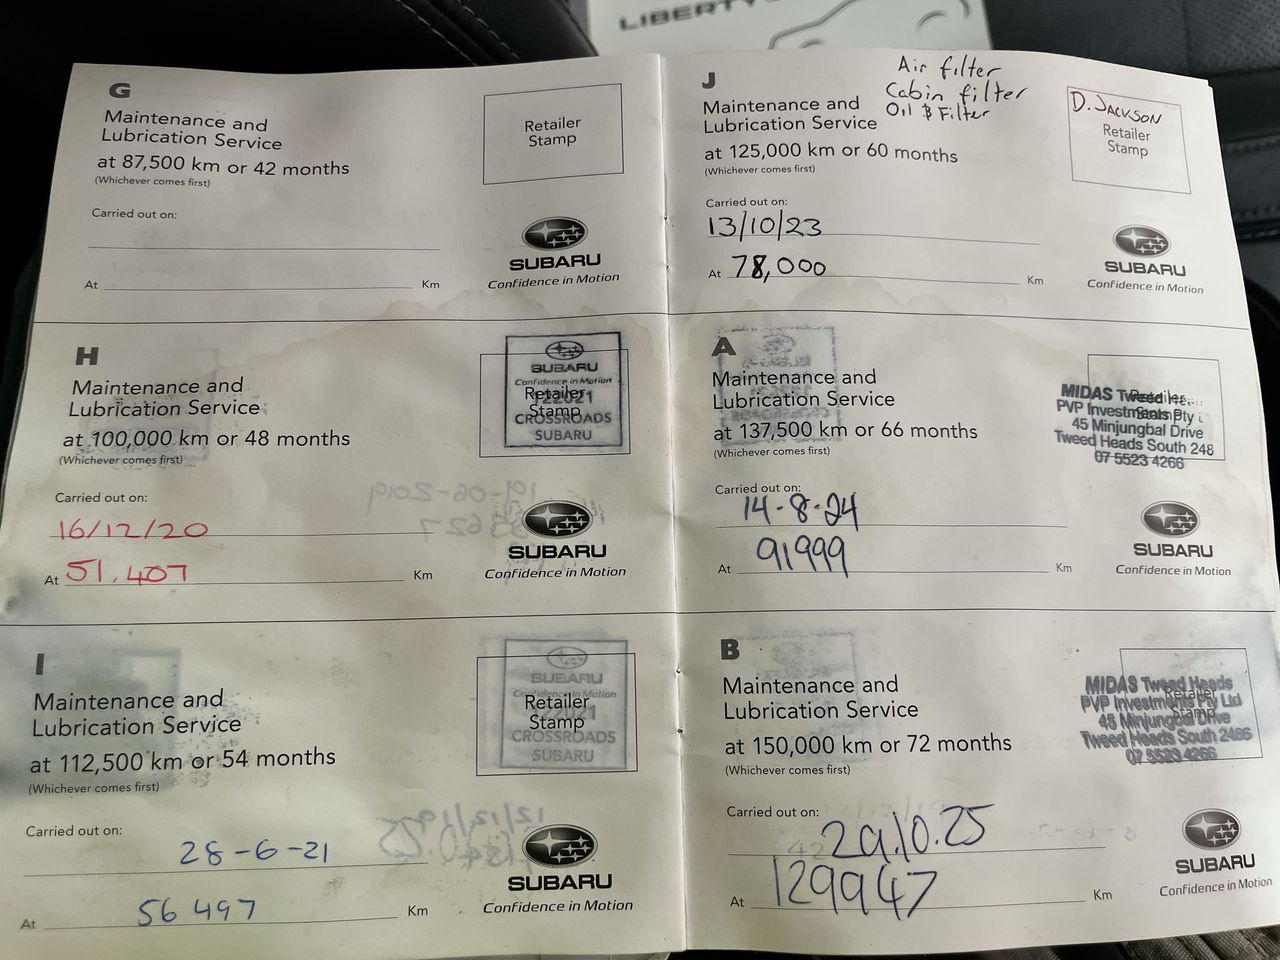 LIBERTY
G
Maintenance and
Lubrication Service
at 87,500 km or 42 months
(Whichever comes first)
Retailer
Stamp
Carried out on:
At
Km
SUBARU
Confidence in Motion
H
Maintenance and
Lubrication Service
at 100,000 km or 48 months
(Whichever comes first)
SUBARU
Confidence in Motion
Retailer
Stamp
122021
CROSSROADS
SUBARU
Carried out on:
16/12/20
At 51.407 Km
SUBARU
Confidence in Motion
I
Maintenance and
Lubrication Service
at 112,500 km or 54 months
(Whichever comes first)
SUBARU
Confidence in Motion
Retailer
Stamp
122021
CROSSROADS
SUBARU
Carried out on:
28-6-21
At 56 497 Km
SUBARU
Confidence in Motion
J
Air filter
Cabin filter
Oil & Filter
Maintenance and
Lubrication Service
at 125,000 km or 60 months
(Whichever comes first)
D. JACKSON
Retailer
Stamp
Carried out on:
13/10/23
At 78,000 Km
SUBARU
Confidence in Motion
A
Maintenance and
Lubrication Service
at 137,500 km or 66 months
(Whichever comes first)
MIDAS Tweed
PVP Investments Pty
45 Minjungbal Drive
Tweed Heads South 248
07 5523 4266
Retailer
Stamp
Carried out on:
14-8-24
At 91999 Km
SUBARU
Confidence in Motion
B
Maintenance and
Lubrication Service
at 150,000 km or 72 months
(Whichever comes first)
MIDAS Tweed Heads
PVP Investments Pty Ltd
45 Minjungbal Drive
Tweed Heads South 2486
07 5523 4266
Retailer
Stamp
Carried out on:
29.10.25
At 129947 Km
SUBARU
Confidence in Motion